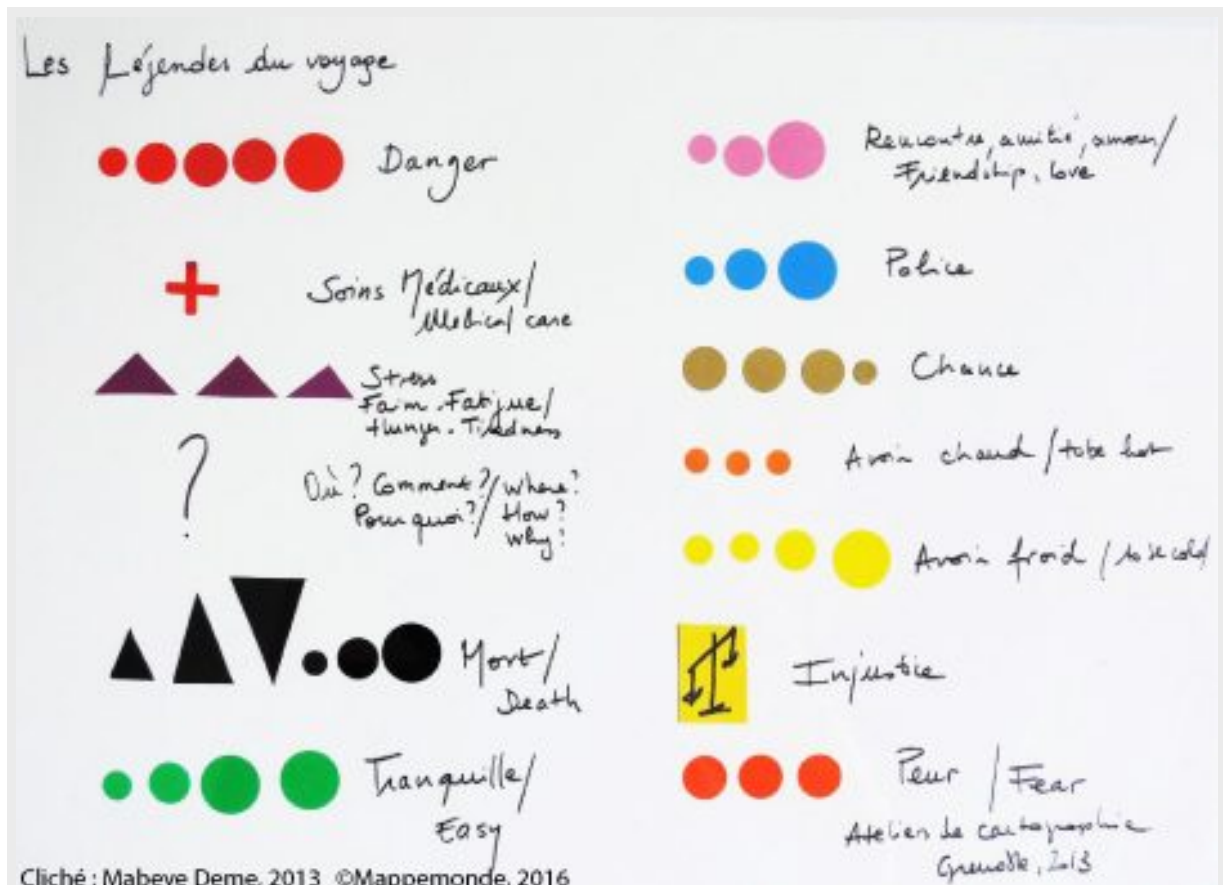 Les Léjendes du voyage
Danger
Soins Médicaux/
Medical care
Stress
Faim. Fatigue/
Hunger. Tiredness
?
Où? Comment?/where?
Pourquoi?/How?
Why?
Mort/
Death
Tranquille/
Easy
Rencontre, amitié, amour/
Friendship, love
Police
Chance
Avoir chaud/to be hot
Avoir froid/to be cold/
Injustice
Peur / Fear
Atelier de cartographie
Grenoble, 2013
Cliché : Mabeye Deme, 2013 ©Mappemonde, 2016